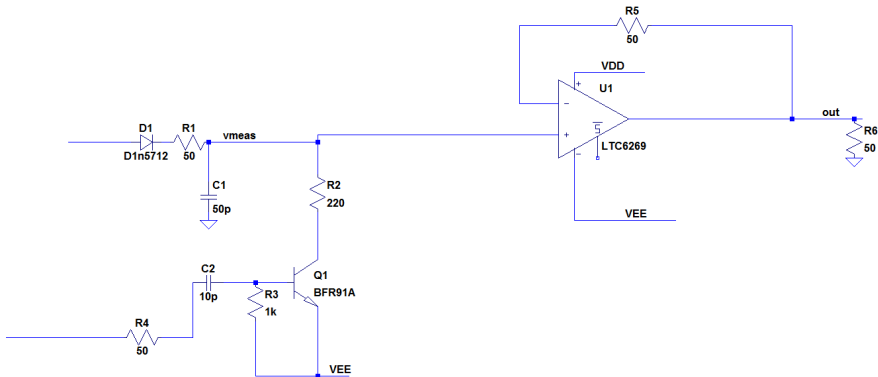 R5
50
VDD
U1
D1
R1
vmeas
out
D1n5712
50
LTC6269
R6
50
C1
50p
R2
220
VEE
C2
10p
Q1
BFR91A
R3
1k
R4
50
VEE